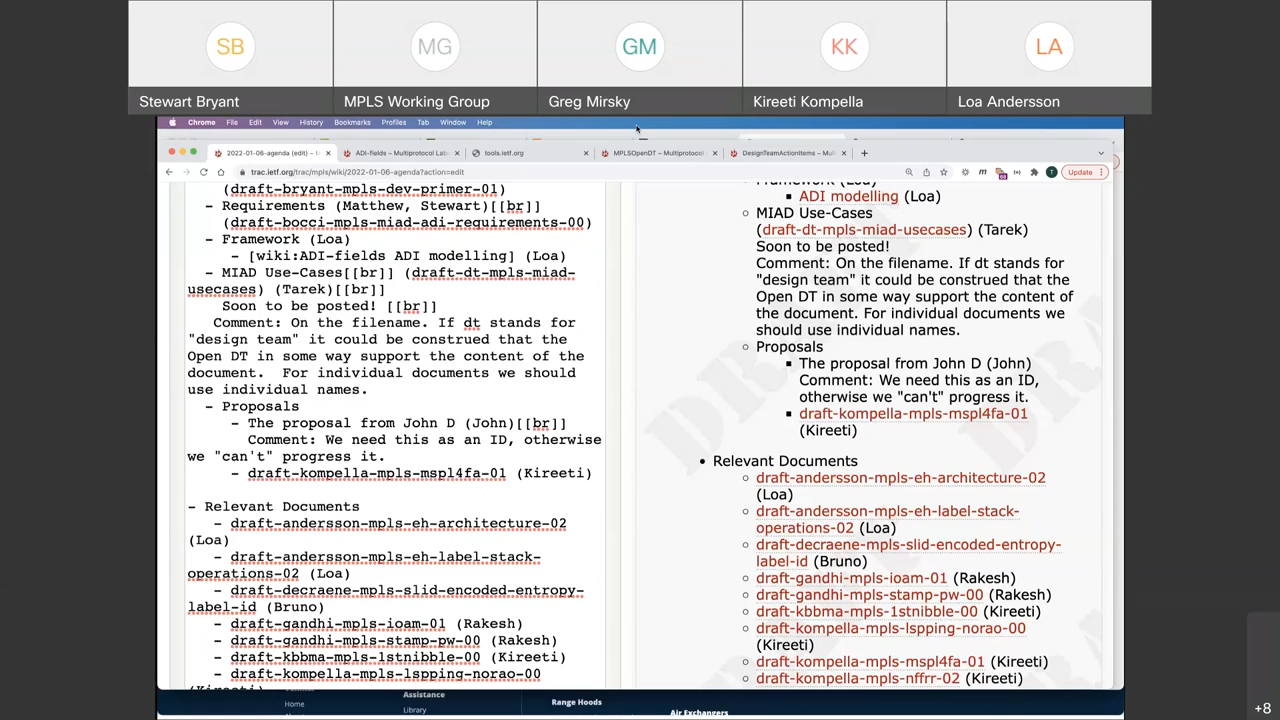 SB
MG
GM
KK
LA
Stewart Bryant
MPLS Working Group
Greg Mirsky
Kireeti Kompella
Loa Andersson
Chrome File Edit View History Bookmarks Profiles Tab Window Help
2022-01-06-agenda (edit) – M
ADI-fields – Multiprotocol Lab
tools.ietf.org
MPLSOpenDT – Multiprotocol
DesignTeamActionItems – Mu
trac.ietf.org/trac/mpls/wiki/2022-01-06-agenda?action=edit
Update
(draft-bryant-mpls-dev-primer-01)
- Requirements (Matthew, Stewart)[[br]]
(draft-bocci-mpls-miad-adi-requirements-00)
- Framework (Loa)
- [wiki:ADI-fields ADI modelling] (Loa)
- MIAD Use-Cases[[br]] (draft-dt-mpls-miad-
usecases) (Tarek)[[br]]
Soon to be posted! [[br]]
Comment: On the filename. If dt stands for
"design team" it could be construed that the
Open DT in some way support the content of the
document.  For individual documents we should
use individual names.
- Proposals
- The proposal from John D (John)[[br]]
Comment: We need this as an ID, otherwise
we "can't" progress it.
- draft-kompella-mpls-mspl4fa-01 (Kireeti)
- Relevant Documents
- draft-andersson-mpls-eh-architecture-02
(Loa)
- draft-andersson-mpls-eh-label-stack-
operations-02 (Loa)
- draft-decraene-mpls-slid-encoded-entropy-
label-id (Bruno)
- draft-gandhi-mpls-ioam-01 (Rakesh)
- draft-gandhi-mpls-stamp-pw-00 (Rakesh)
- draft-kbbma-mpls-1stnibble-00 (Kireeti)
- draft-kompella-mpls-lspping-norao-00
(Kireeti)
Framework (Loa)
ADI modelling (Loa)
MIAD Use-Cases
(draft-dt-mpls-miad-usecases) (Tarek)
Soon to be posted!
Comment: On the filename. If dt stands for
"design team" it could be construed that the
Open DT in some way support the content of
the document. For individual documents we
should use individual names.
Proposals
The proposal from John D (John)
Comment: We need this as an ID,
otherwise we "can't" progress it.
draft-kompella-mpls-mspl4fa-01
(Kireeti)
Relevant Documents
draft-andersson-mpls-eh-architecture-02
(Loa)
draft-andersson-mpls-eh-label-stack-
operations-02 (Loa)
draft-decraene-mpls-slid-encoded-entropy-
label-id (Bruno)
draft-gandhi-mpls-ioam-01 (Rakesh)
draft-gandhi-mpls-stamp-pw-00 (Rakesh)
draft-kbbma-mpls-1stnibble-00 (Kireeti)
draft-kompella-mpls-lspping-norao-00
(Kireeti)
draft-kompella-mpls-mspl4fa-01 (Kireeti)
draft-kompella-mpls-nffrr-02 (Kireeti)
Home
Assistance
Library
Range Hoods
Air Exchangers
+8